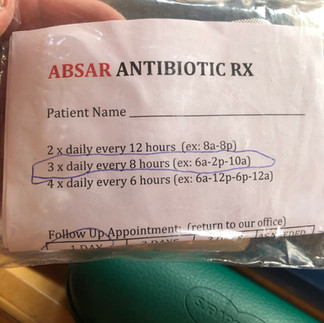 ABSAR ANTIBIOTIC RX
Patient Name
2 x daily every 12 hours (ex: 8a-8p)
3 x daily every 8 hours (ex: 6a-2p-10a)
4 x daily every 6 hours (ex: 6a-12p-6p-12a)
Follow Up Appointment: (return to our office)
1 DAY